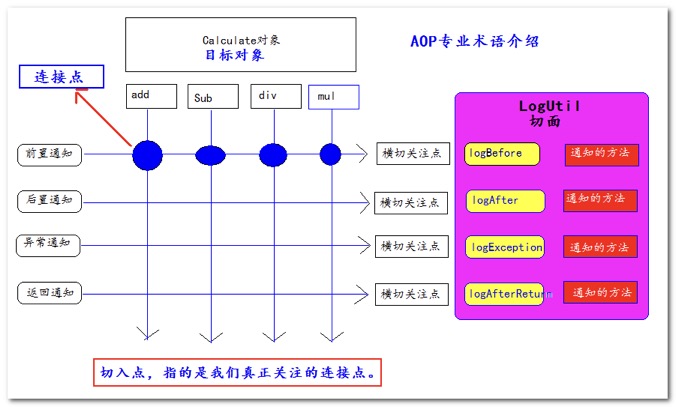 Calculate对象
目标对象
AOP专业术语介绍
连接点
add
Sub
div
mul
LogUtil
切面
前置通知
横切关注点
logBefore
通知的方法
后置通知
横切关注点
logAfter
通知的方法
异常通知
横切关注点
logException
通知的方法
返回通知
横切关注点
logAfterReturn
通知的方法
切入点，指的是我们真正关注的连接点。